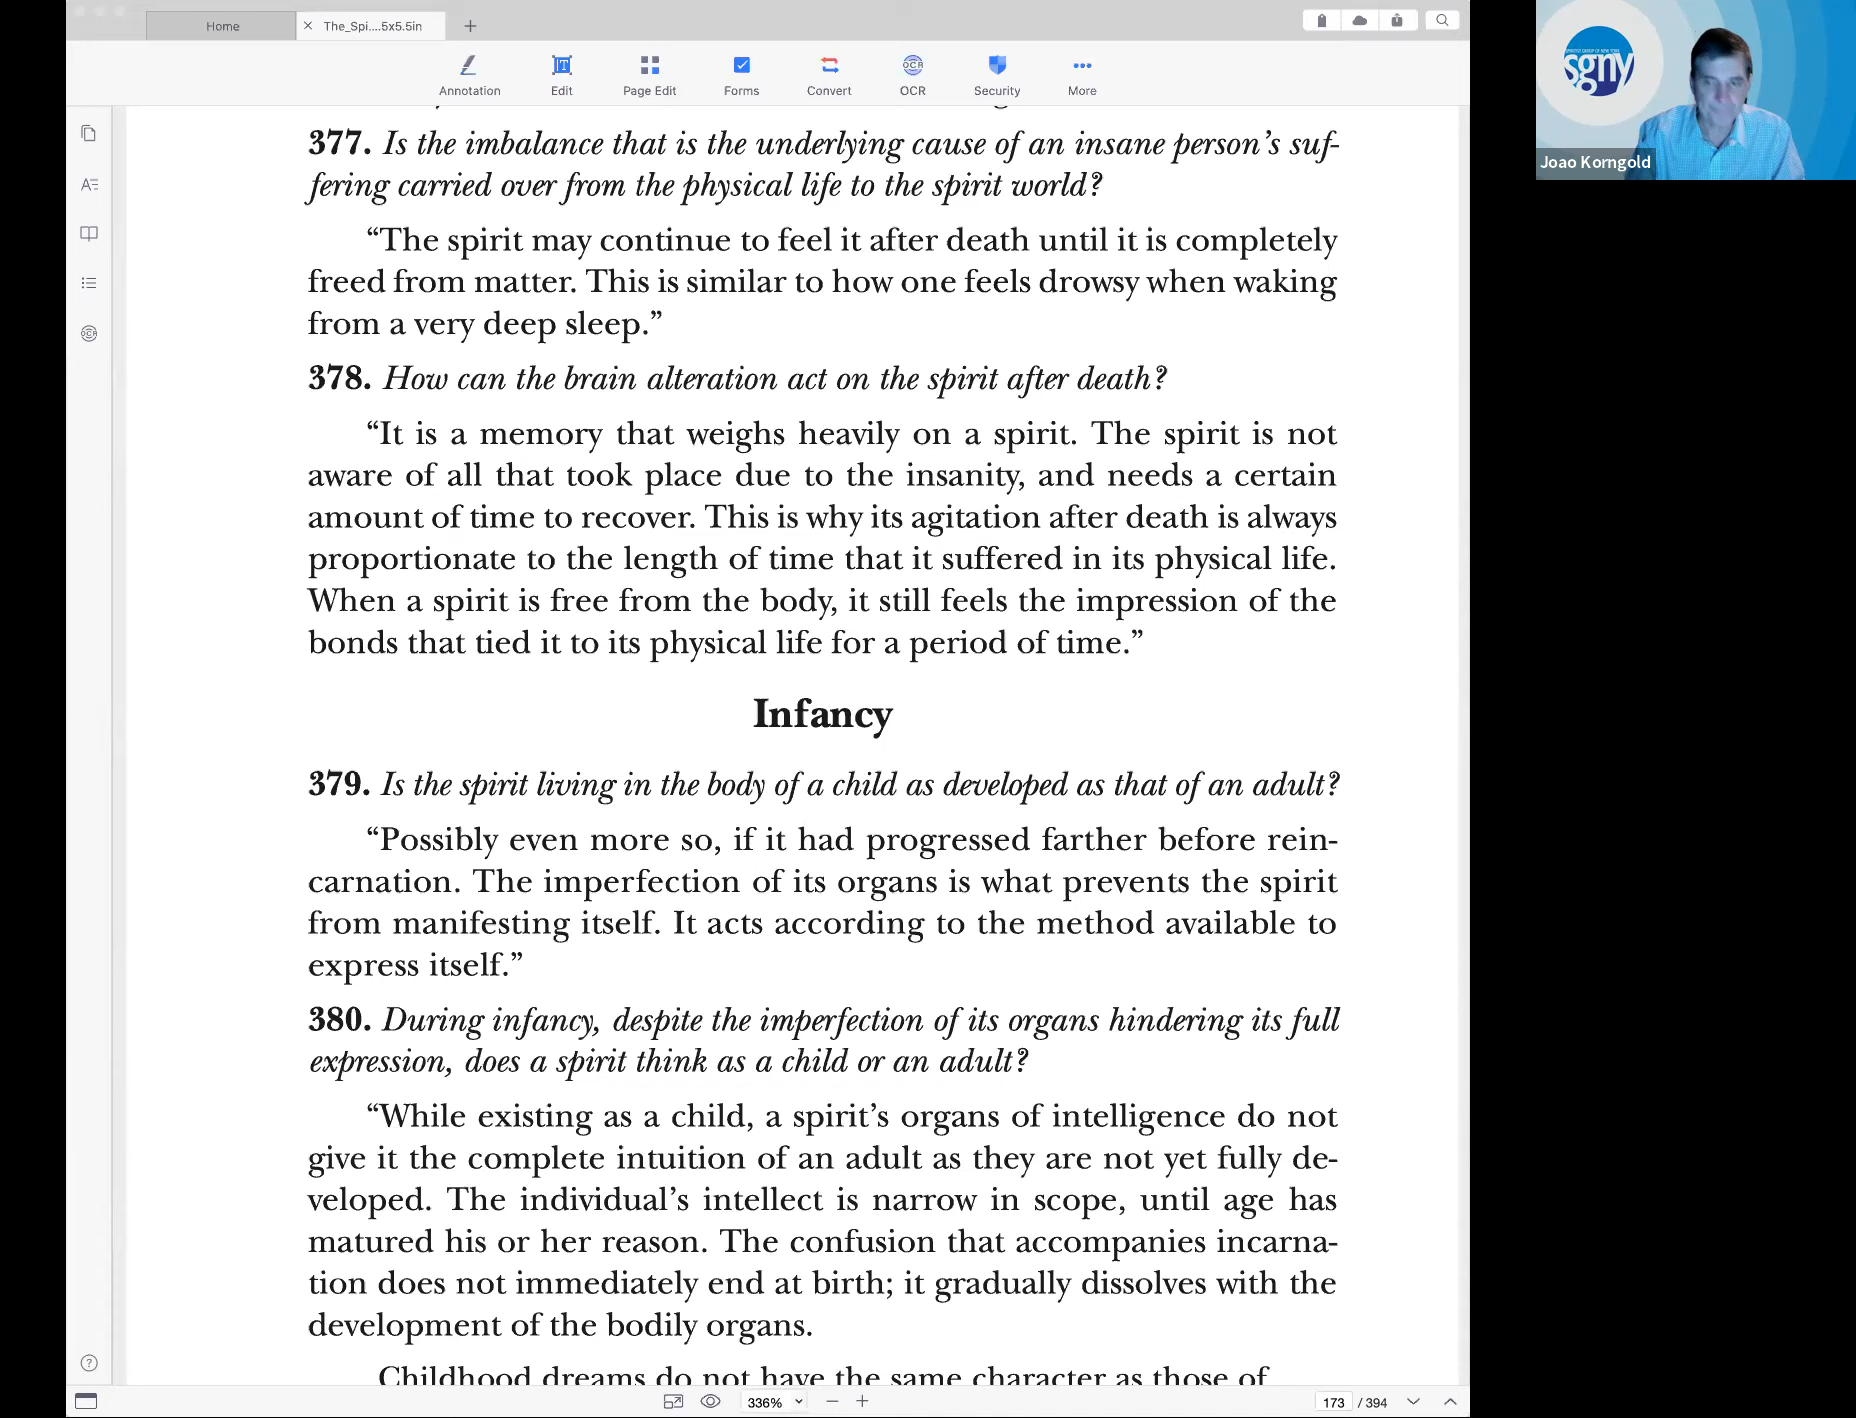 Home
The_Spi....5x5.5in
Annotation Edit Page Edit Forms Convert OCR Security More
377. Is the imbalance that is the underlying cause of an insane person’s suf-
fering carried over from the physical life to the spirit world?
“The spirit may continue to feel it after death until it is completely
freed from matter. This is similar to how one feels drowsy when waking
from a very deep sleep.”
378. How can the brain alteration act on the spirit after death?
“It is a memory that weighs heavily on a spirit. The spirit is not
aware of all that took place due to the insanity, and needs a certain
amount of time to recover. This is why its agitation after death is always
proportionate to the length of time that it suffered in its physical life.
When a spirit is free from the body, it still feels the impression of the
bonds that tied it to its physical life for a period of time.”
Infancy
379. Is the spirit living in the body of a child as developed as that of an adult?
“Possibly even more so, if it had progressed farther before rein-
carnation. The imperfection of its organs is what prevents the spirit
from manifesting itself. It acts according to the method available to
express itself.”
380. During infancy, despite the imperfection of its organs hindering its full
expression, does a spirit think as a child or an adult?
“While existing as a child, a spirit’s organs of intelligence do not
give it the complete intuition of an adult as they are not yet fully de-
veloped. The individual’s intellect is narrow in scope, until age has
matured his or her reason. The confusion that accompanies incarna-
tion does not immediately end at birth; it gradually dissolves with the
development of the bodily organs.
Childhood dreams do not have the same character as those of
336%
173 / 394
SPIRITIST GROUP OF NEW YORK
sgny
Joao Korngold